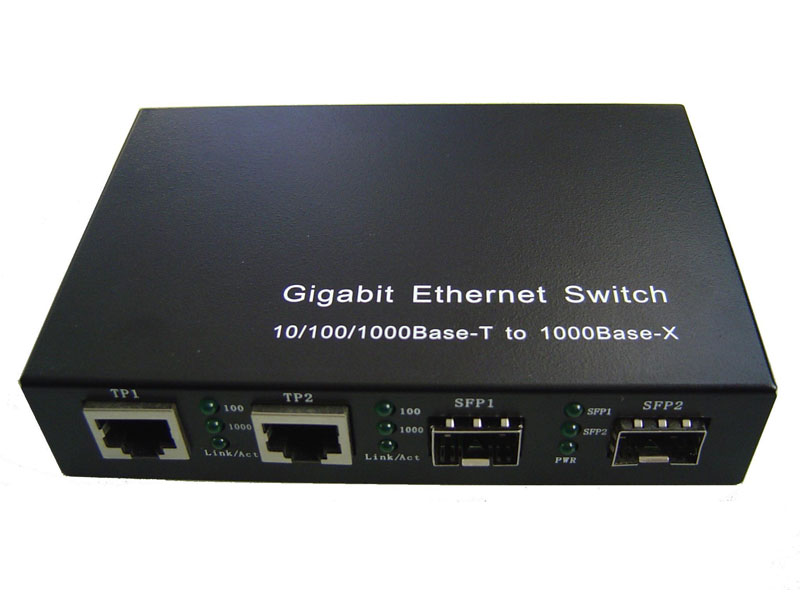 Gigabit Ethernet Switch
10/100/1000Base-T to 1000Base-X
TP1
100
1000
Link/Act
TP2
100
1000
Link/Act
SFP1
SFP1
SFP2
PWR
SFP2